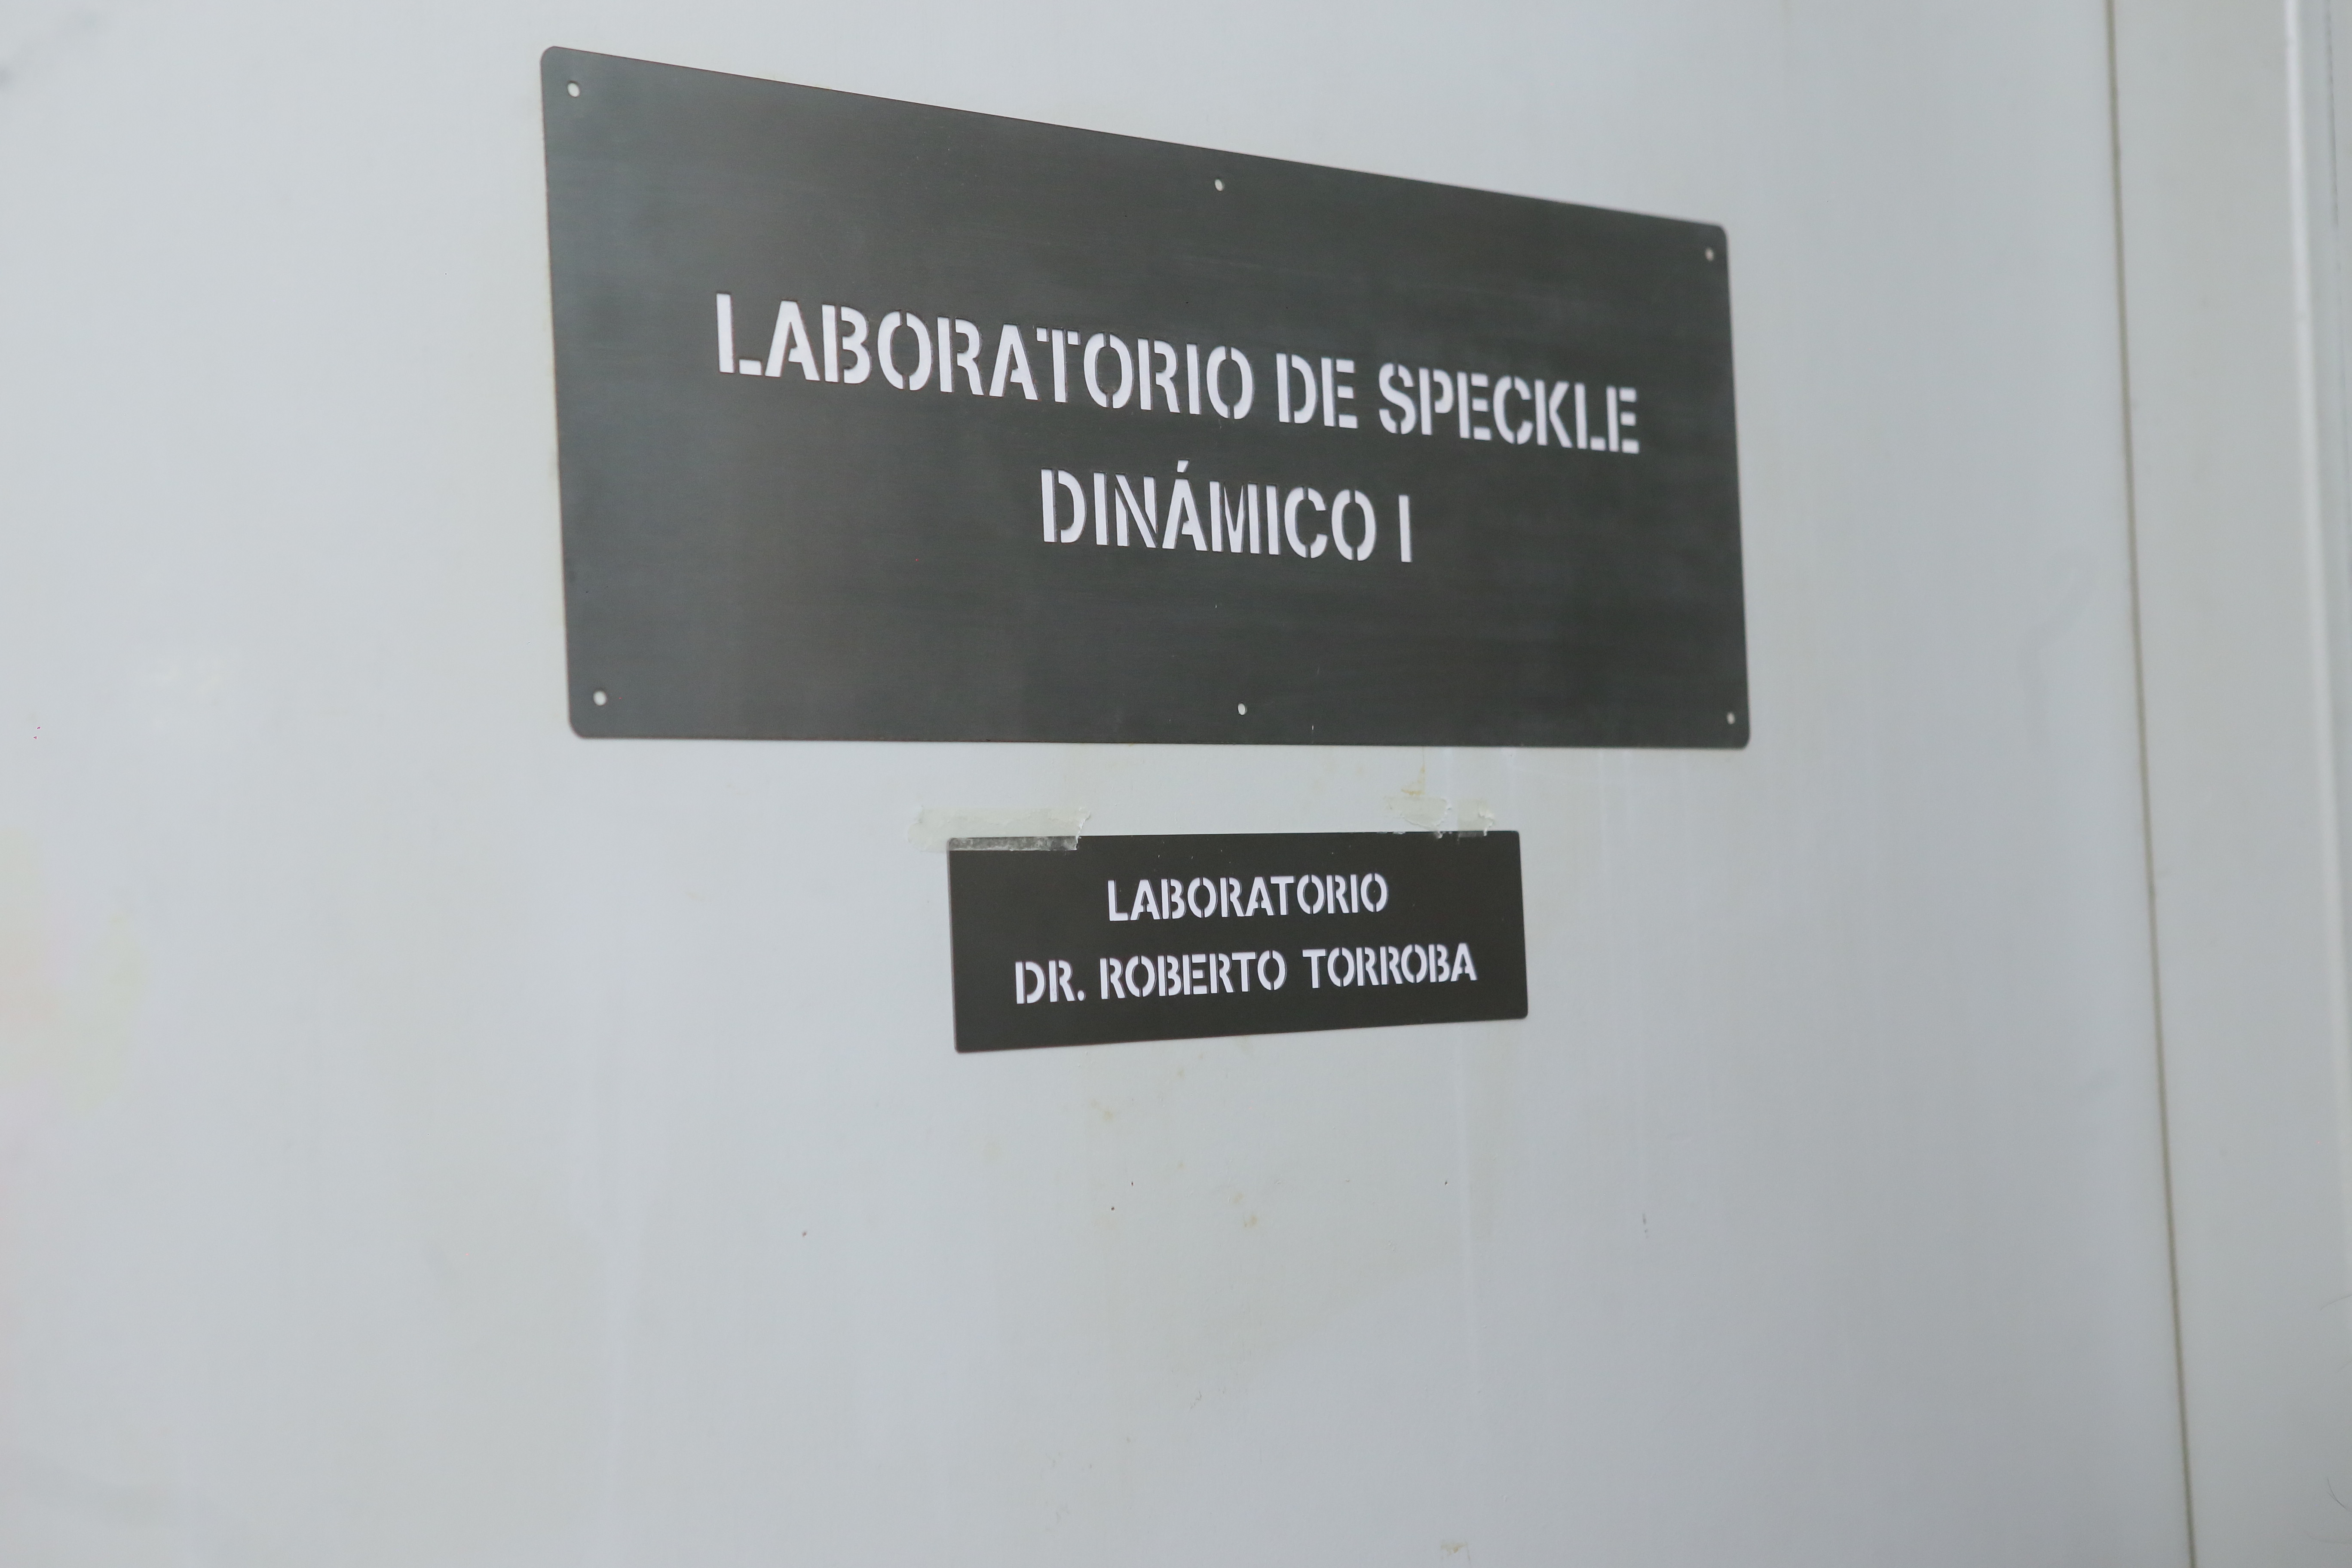 LABORATORIO DE SPECKLE
DINÁMICO I
LABORATORIO
DR. ROBERTO TORROBA